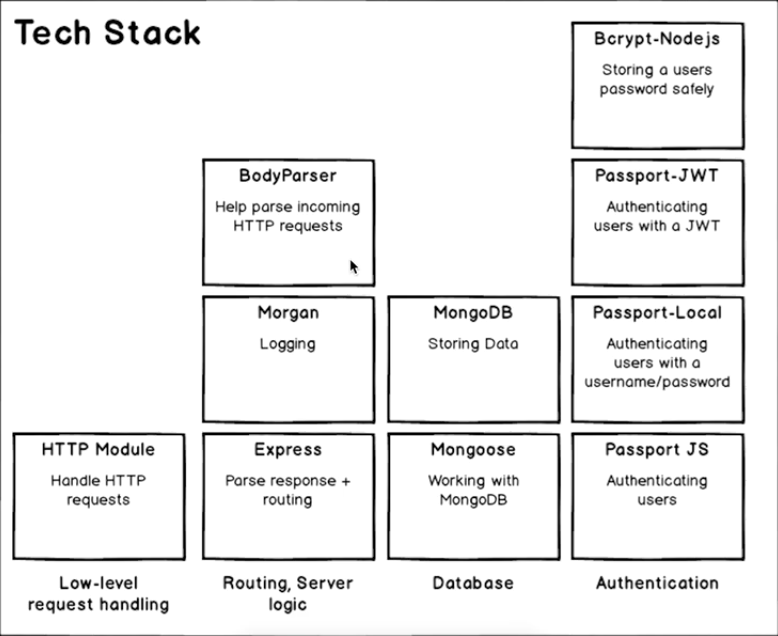 Tech Stack
Bcrypt-Nodejs
Storing a users
password safely
BodyParser
Help parse incoming
HTTP requests
Passport-JWT
Authenticating
users with a JWT
Morgan
Logging
MongoDB
Storing Data
Passport-Local
Authenticating
users with a
username/password
HTTP Module
Handle HTTP
requests
Express
Parse response +
routing
Mongoose
Working with
MongoDB
Passport JS
Authenticating
users
Low-level
request handling
Routing, Server
logic
Database
Authentication